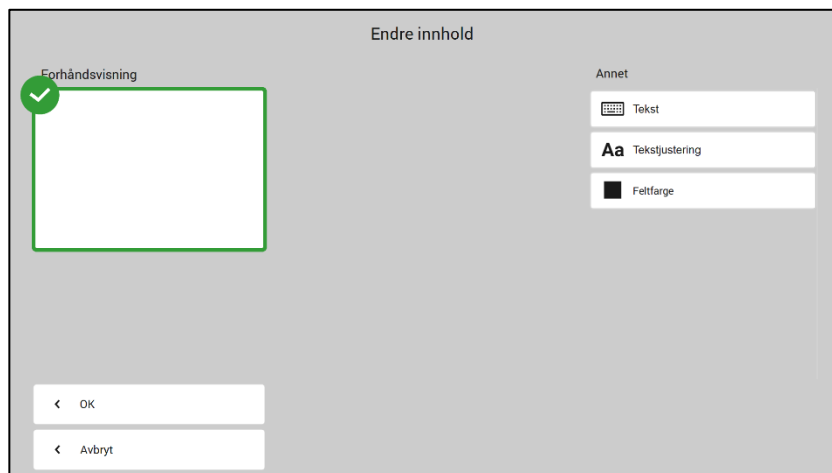 Endre innhold
Forhåndsvisning
Annet
Tekst
Aa Tekstjustering
Feltfarge
OK
Avbryt